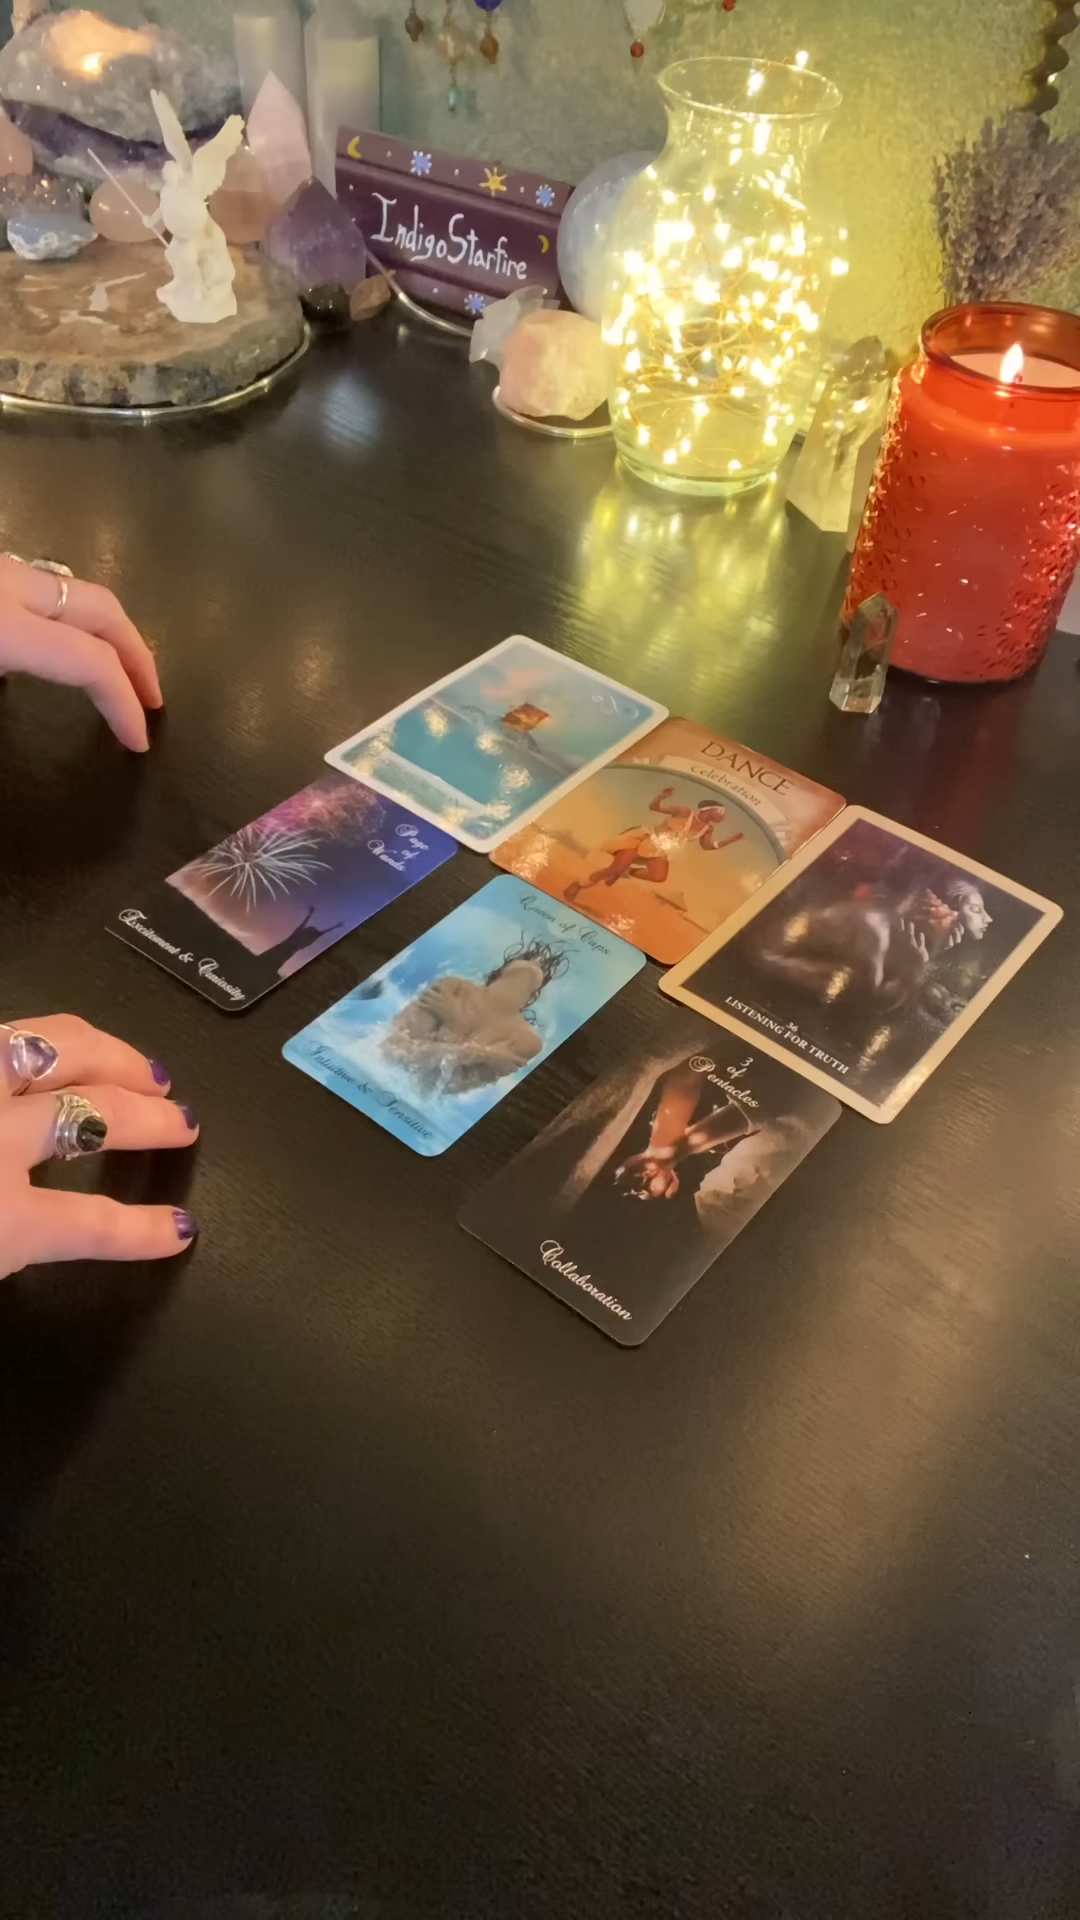 IndigoStarfire
DANCE
Celebration
Page
of
Wands
Excitement & Curiosity
Queen of Cups
Intuitive & Sensitive
36
LISTENING FOR TRUTH
3
of
Pentacles
Collaboration